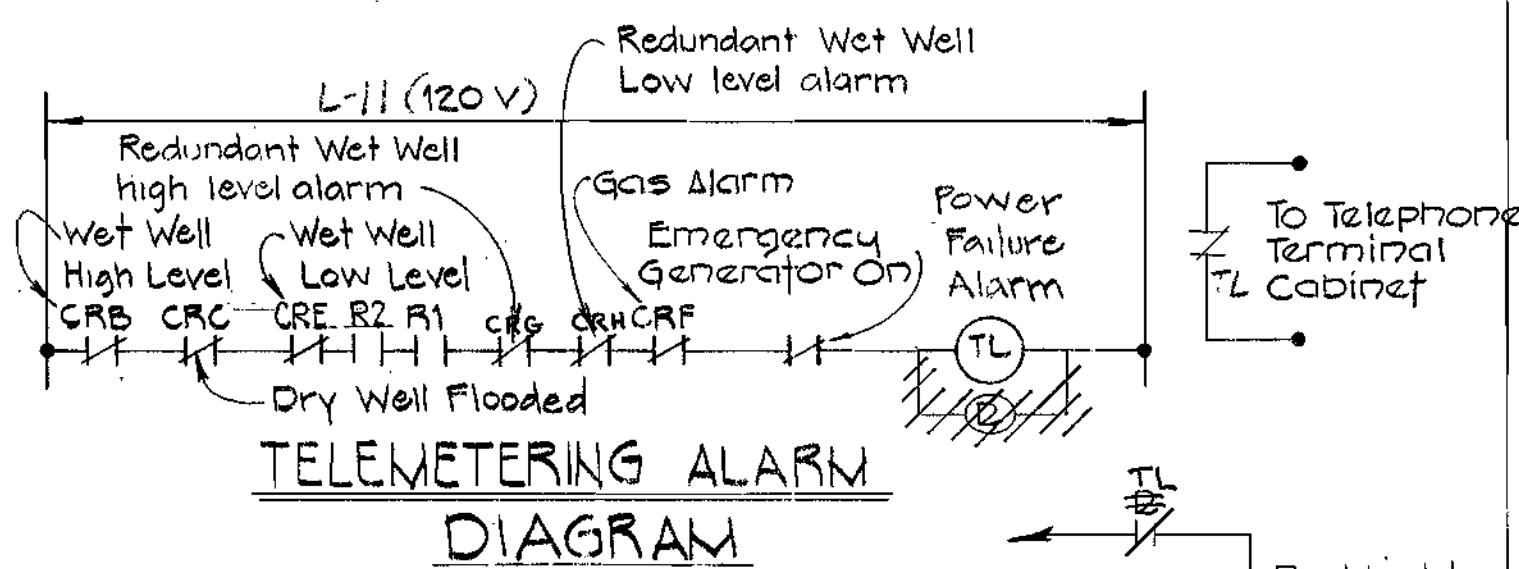 Redundant Wet Well
Low level alarm
L-11 (120 V)
Redundant Wet Well
high level alarm
Gas Alarm
Wet Well
High Level
Wet Well
Low Level
Emergency
Generator On
Power
Failure
Alarm
To Telephone
Terminal
Cabinet
TL
CRB CRC CRE R2 R1 CRG CRH CRF
TL
Dry Well Flooded
TELEMETERING ALARM
DIAGRAM
TL